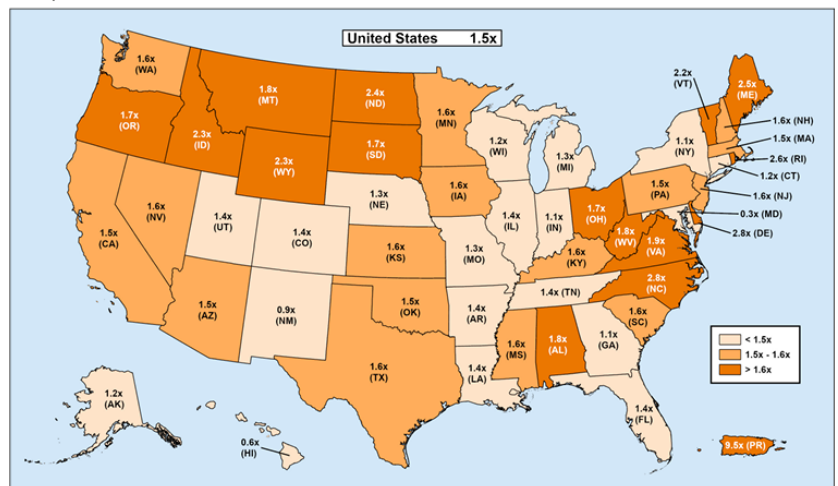 United States 1.5x
1.6x
(WA)
1.7x
(OR)
2.3x
(ID)
1.8x
(MT)
2.4x
(ND)
1.6x
(MN)
1.2x
(WI)
1.3x
(MI)
2.2x
(VT)
2.5x
(ME)
1.6x (NH)
1.5x (MA)
2.6x (RI)
1.2x (CT)
1.6x (NJ)
0.3x (MD)
2.8x (DE)
1.1x
(NY)
1.5x
(PA)
2.3x
(WY)
1.7x
(SD)
1.3x
(NE)
1.6x
(IA)
1.4x
(IL)
1.1x
(IN)
1.7x
(OH)
1.8x
(WV)
1.9x
(VA)
1.6x
(NV)
1.4x
(UT)
1.4x
(CO)
1.5x
(CA)
1.6x
(KS)
1.3x
(MO)
1.6x
(KY)
2.8x
(NC)
1.4x (TN)
1.5x
(AZ)
0.9x
(NM)
1.5x
(OK)
1.4x
(AR)
1.6x
(SC)
1.6x
(TX)
1.4x
(LA)
1.6x
(MS)
1.8x
(AL)
1.1x
(GA)
1.4x
(FL)
< 1.5x
1.5x - 1.6x
> 1.6x
1.2x
(AK)
0.6x
(HI)
9.5x (PR)